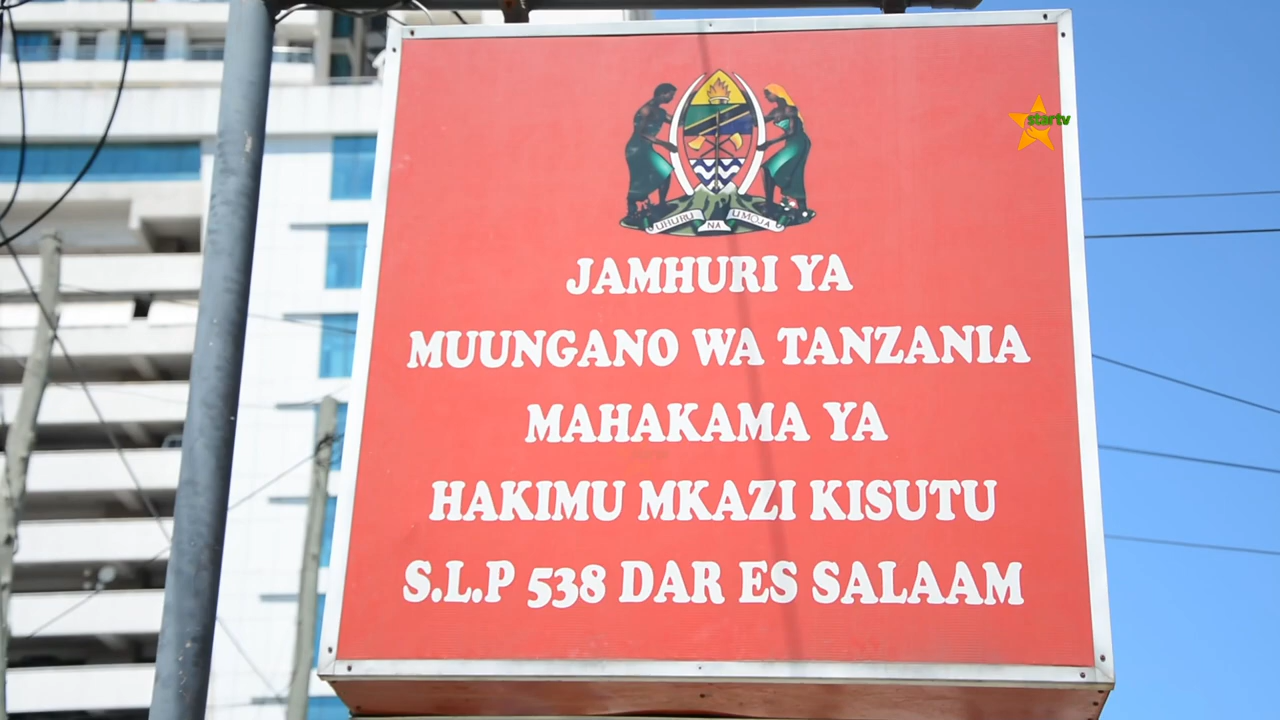 startv
UHURU NA UMOJA
JAMHURI YA
MUUNGANO WA TANZANIA
MAHAKAMA YA
HAKIMU MKAZI KISUTU
S.L.P 538 DAR ES SALAAM